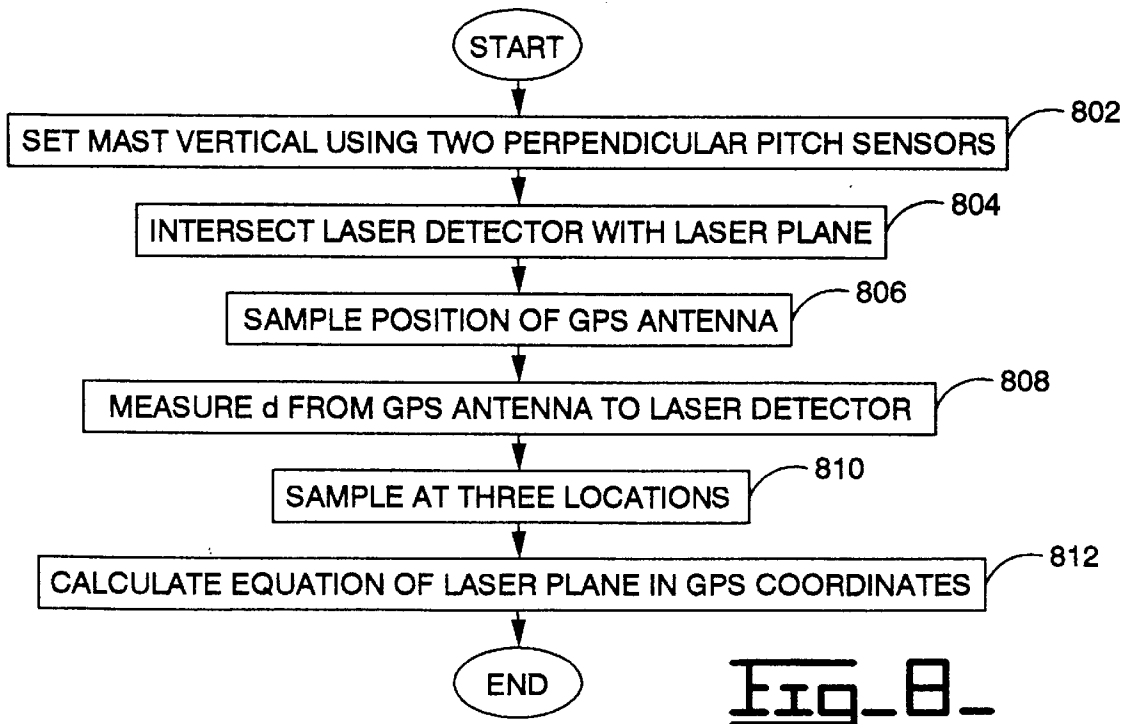 START
SET MAST VERTICAL USING TWO PERPENDICULAR PITCH SENSORS
802
INTERSECT LASER DETECTOR WITH LASER PLANE
804
SAMPLE POSITION OF GPS ANTENNA
806
MEASURE d FROM GPS ANTENNA TO LASER DETECTOR
808
SAMPLE AT THREE LOCATIONS
810
CALCULATE EQUATION OF LASER PLANE IN GPS COORDINATES
812
END
Fig_8_